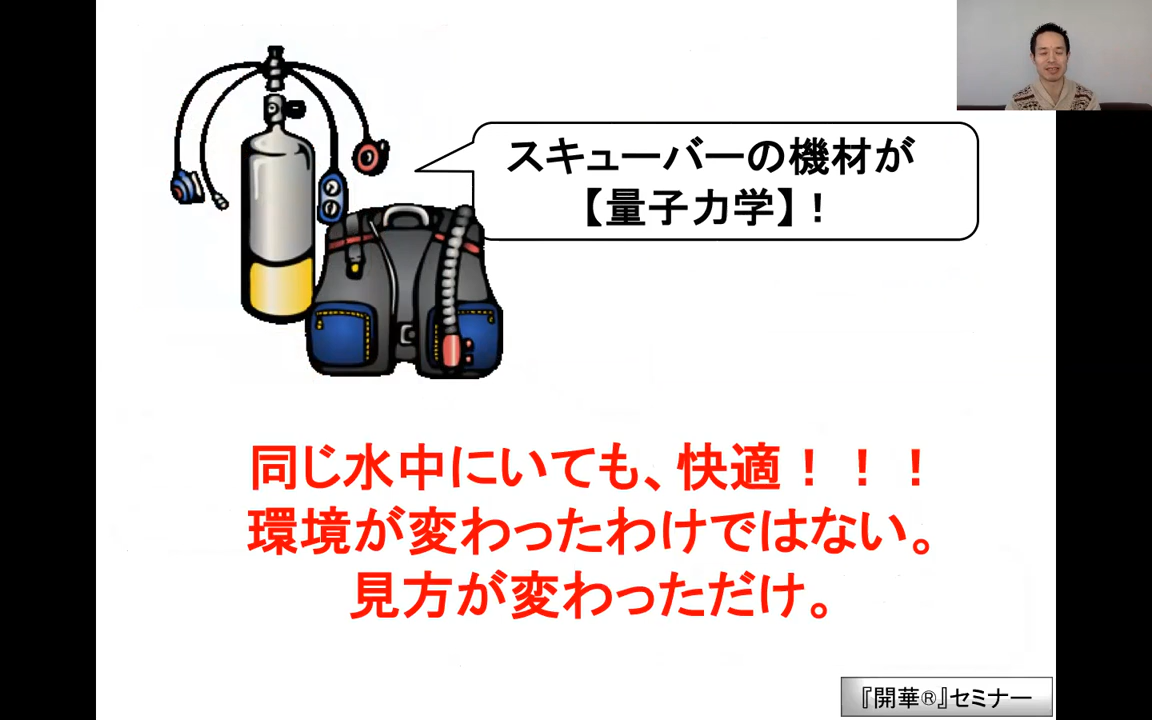 スキューバーの機材が
【量子力学】！
同じ水中にいても、快適！！！
環境が変わったわけではない。
見方が変わっただけ。
『開華®』セミナー